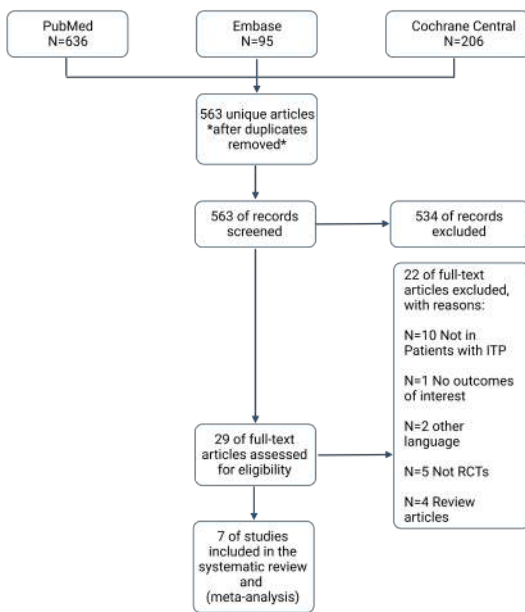 PubMed
N=636
Embase
N=95
Cochrane Central
N=206
563 unique articles
*after duplicates
removed*
563 of records
screened
534 of records
excluded
22 of full-text
articles excluded,
with reasons:
N=10 Not in
Patients with ITP
N=1 No outcomes
of interest
N=2 other
language
N=5 Not RCTs
N=4 Review
articles
29 of full-text
articles assessed
for eligibility
7 of studies
included in the
systematic review
and
(meta-analysis)